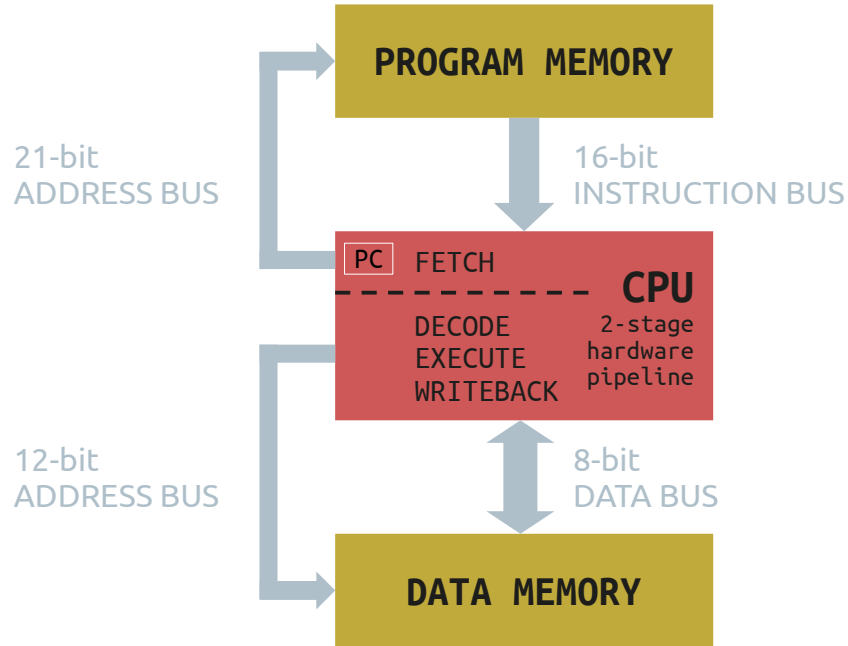 PROGRAM MEMORY
21-bit
ADDRESS BUS
16-bit
INSTRUCTION BUS
PC
FETCH
CPU
2-stage
hardware
pipeline
DECODE
EXECUTE
WRITEBACK
12-bit
ADDRESS BUS
8-bit
DATA BUS
DATA MEMORY